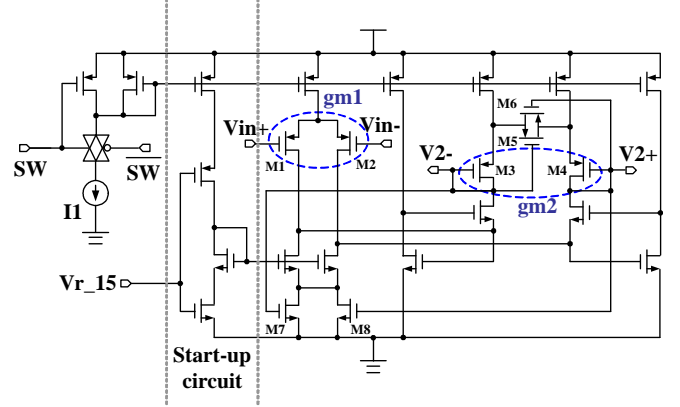 gm1
Vin+
Vin-
M1
M2
M6
M5
V2-
V2+
M3
M4
gm2
SW
SW
I1
Vr_15
M7
M8
Start-up
circuit